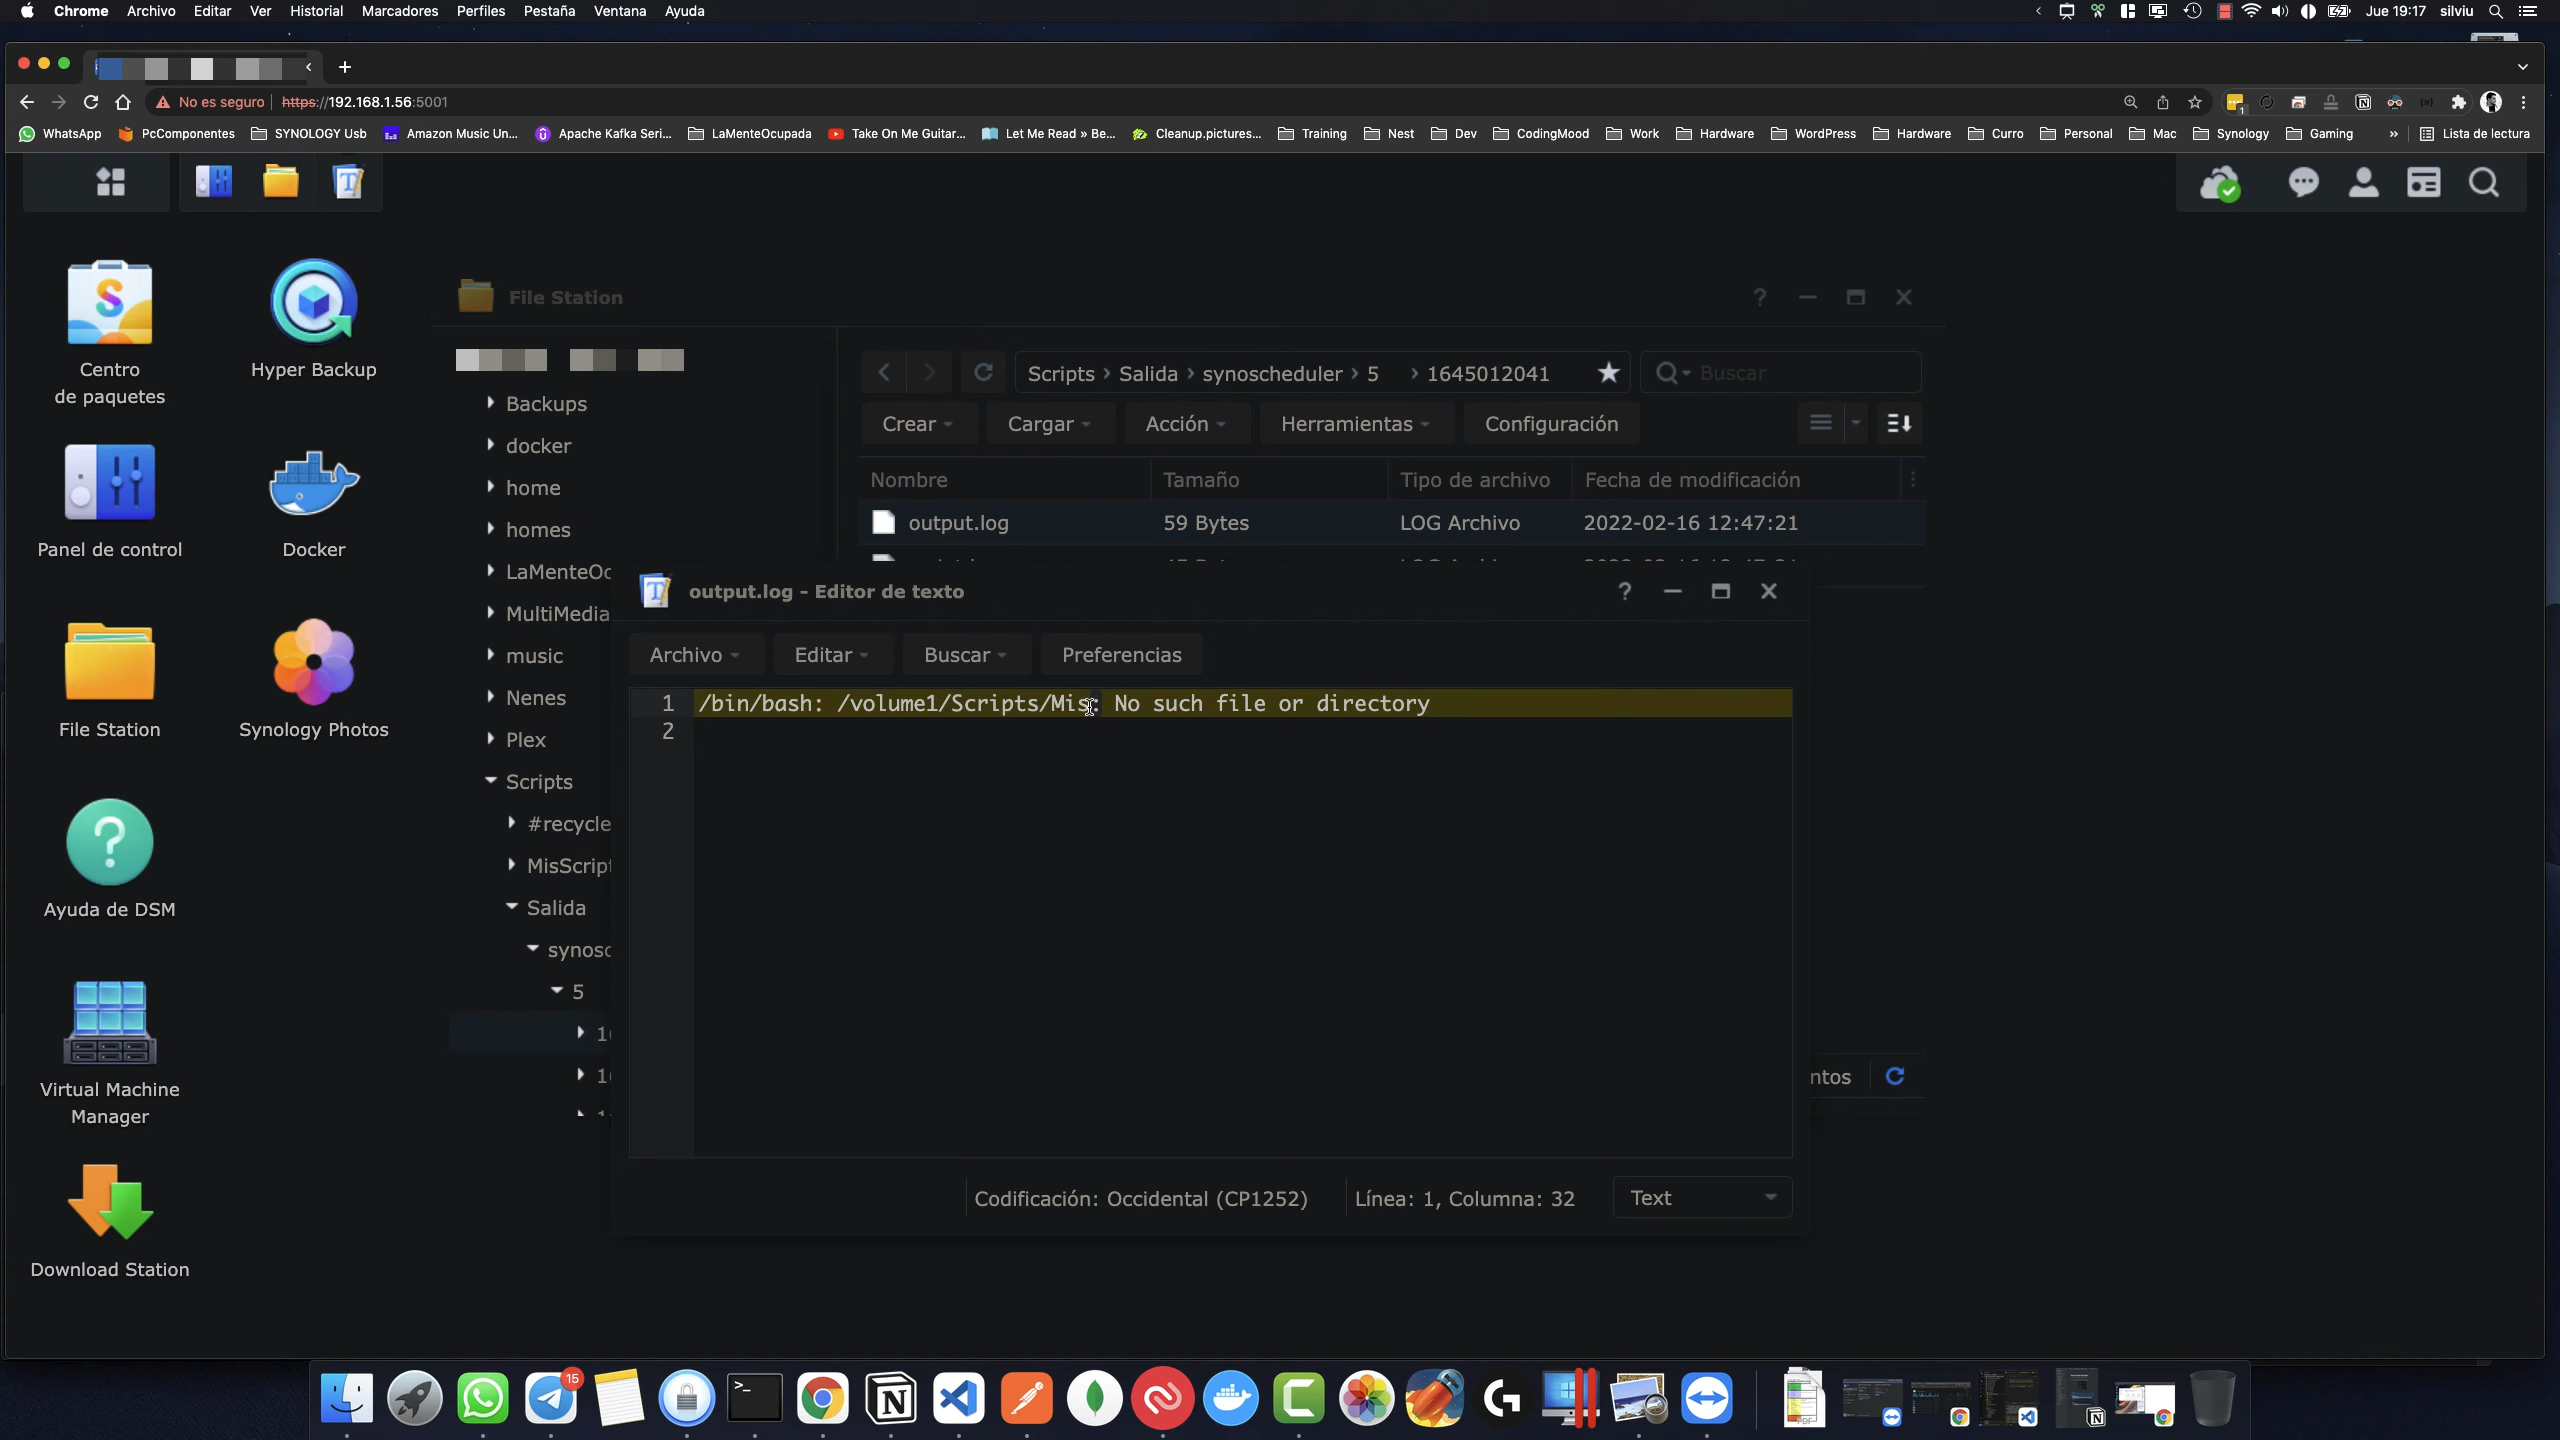 Chrome Archivo Editar Ver Historial Marcadores Perfiles Pestaña Ventana Ayuda
Jue 19:17 silviu
No es seguro https://192.168.1.56:5001
WhatsApp PcComponentes SYNOLOGY Usb Amazon Music Un... Apache Kafka Seri... LaMenteOcupada Take On Me Guitar... Let Me Read » Be... Cleanup.pictures... Training Nest Dev CodingMood Work Hardware WordPress Hardware Curro Personal Mac Synology Gaming » Lista de lectura
Centro
de paquetes
Hyper Backup
Panel de control
Docker
File Station
Synology Photos
Ayuda de DSM
Virtual Machine
Manager
Download Station
File Station
Scripts › Salida › synoscheduler › 5 › 1645012041
Buscar
Crear Cargar Acción Herramientas Configuración
Nombre Tamaño Tipo de archivo Fecha de modificación
output.log 59 Bytes LOG Archivo 2022-02-16 12:47:21
Backups
docker
home
homes
LaMenteOc
MultiMedia
music
Nenes
Plex
Scripts
#recycle
MisScript
Salida
synosc
5
ntos
output.log - Editor de texto
Archivo Editar Buscar Preferencias
1 /bin/bash: /volume1/Scripts/Mis: No such file or directory
2
Codificación: Occidental (CP1252) Línea: 1, Columna: 32 Text
15